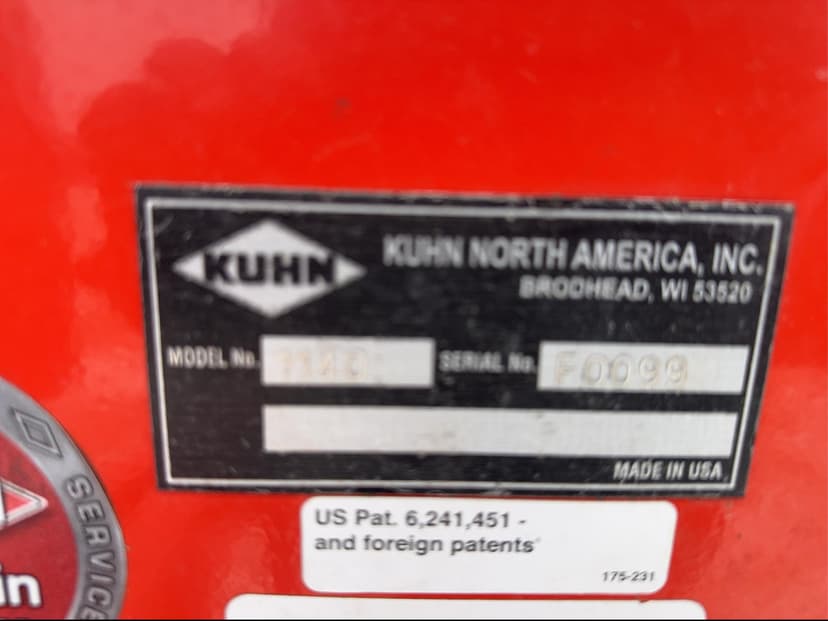 KUHN
KUHN NORTH AMERICA, INC.
BRODHEAD, WI 53520
MODEL No.
SERIAL No. F0099
MADE IN USA
US Pat. 6,241,451 -
and foreign patents
175-231
SERVICE
in